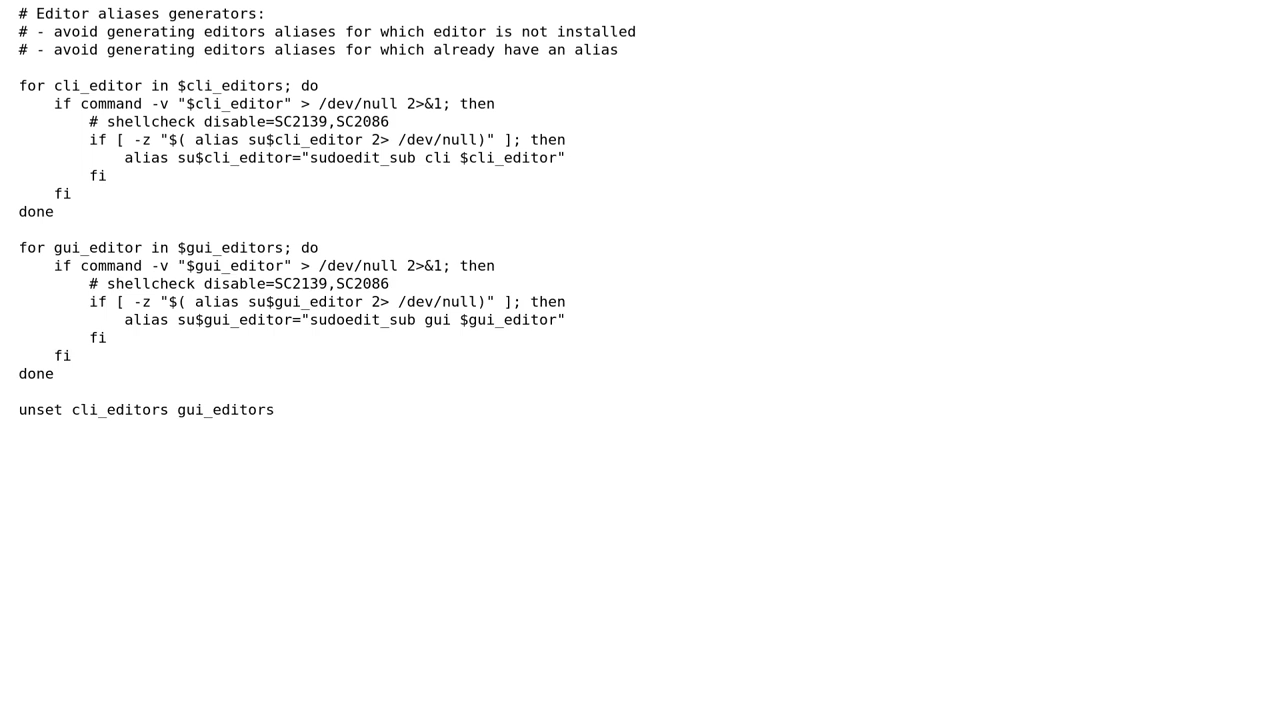 # Editor aliases generators:
# - avoid generating editors aliases for which editor is not installed
# - avoid generating editors aliases for which already have an alias

for cli_editor in $cli_editors; do
    if command -v "$cli_editor" > /dev/null 2>&1; then
        # shellcheck disable=SC2139,SC2086
        if [ -z "$( alias su$cli_editor 2> /dev/null)" ]; then
            alias su$cli_editor="sudoedit_sub cli $cli_editor"
        fi
    fi
done

for gui_editor in $gui_editors; do
    if command -v "$gui_editor" > /dev/null 2>&1; then
        # shellcheck disable=SC2139,SC2086
        if [ -z "$( alias su$gui_editor 2> /dev/null)" ]; then
            alias su$gui_editor="sudoedit_sub gui $gui_editor"
        fi
    fi
done

unset cli_editors gui_editors